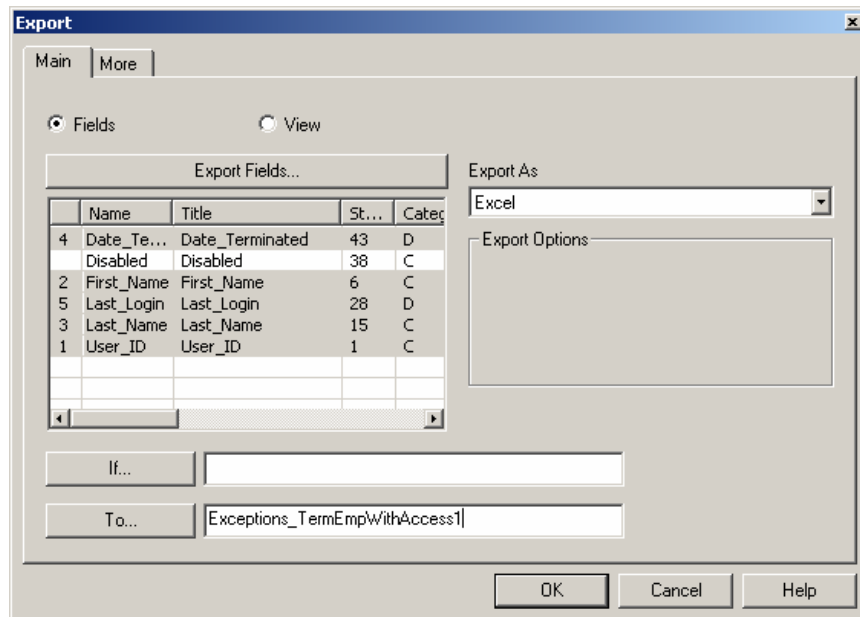 Export
Main More
Fields View
Export Fields... Export As
Excel
Name Title St... Categ
4 Date_Te... Date_Terminated 43 D Export Options
Disabled Disabled 38 C
2 First_Name First_Name 6 C
5 Last_Login Last_Login 28 D
3 Last_Name Last_Name 15 C
1 User_ID User_ID 1 C
If...
To... Exceptions_TermEmpWithAccess1
OK Cancel Help